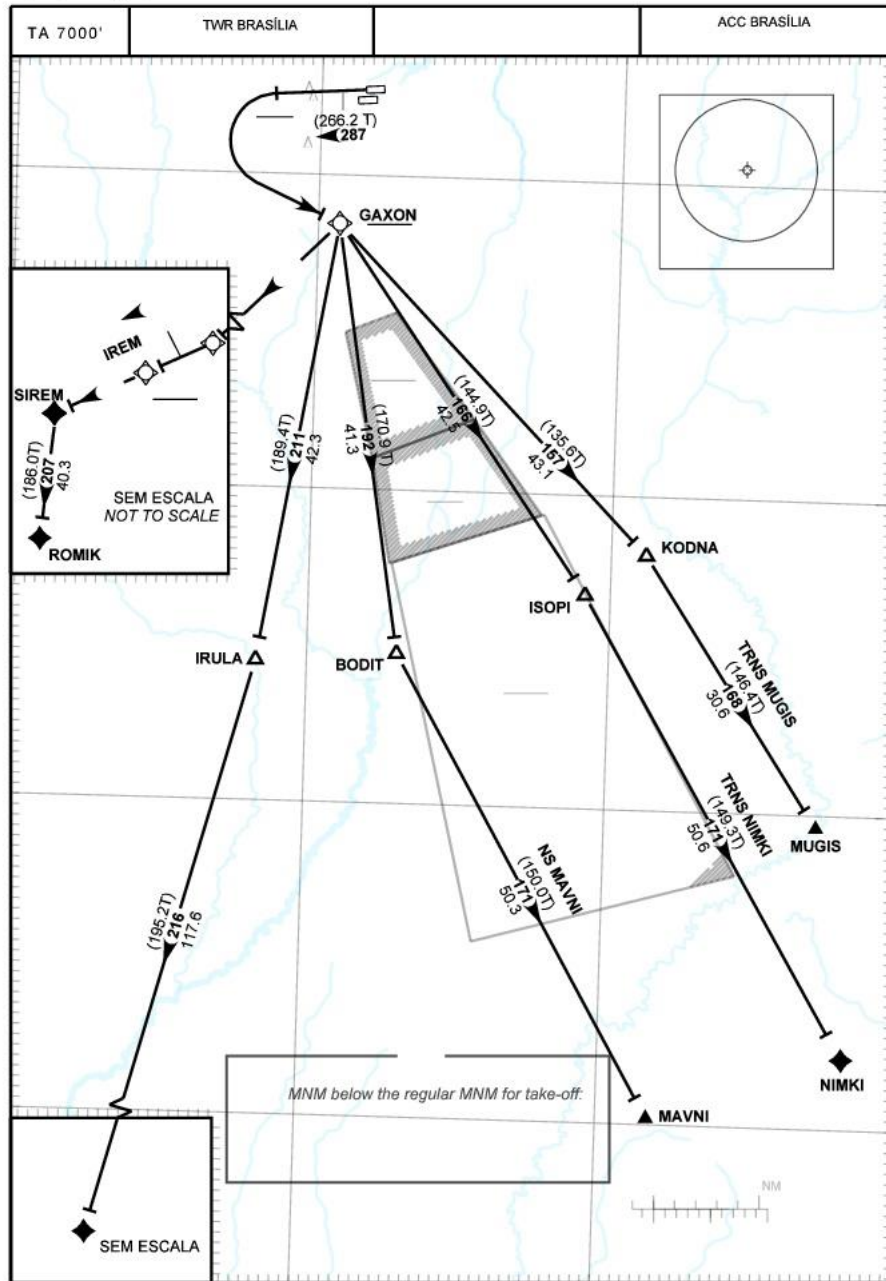 TA 7000'
TWR BRASÍLIA
ACC BRASÍLIA
(266.2 T)
287
GAXON
IREM
SIREM
(186.0T)
207
40.3
SEM ESCALA
NOT TO SCALE
ROMIK
(189.4T)
211
42.3
(170.9T)
192
41.3
(144.9T)
166
42.5
(135.6T)
157
43.1
KODNA
ISOPI
IRULA
BODIT
TRNS MUGIS
(146.4T)
168
30.6
TRNS NIMKI
(149.3T)
171
50.6
MUGIS
NS MAVNI
(150.0T)
171
50.3
(195.2T)
216
117.6
NIMKI
MNM below the regular MNM for take-off:
MAVNI
NM
SEM ESCALA